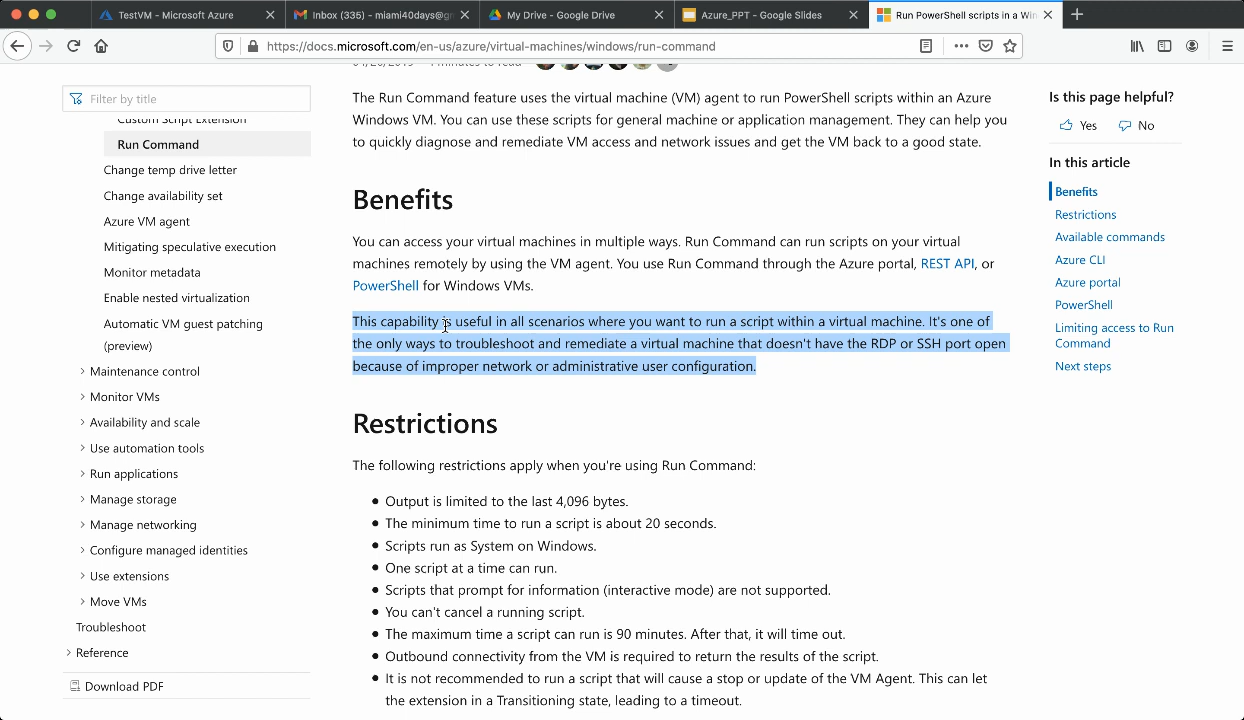 TestVM - Microsoft Azure
Inbox (335) - miami40days@g
My Drive - Google Drive
Azure_PPT - Google Slides
Run PowerShell scripts in a Win
https://docs.microsoft.com/en-us/azure/virtual-machines/windows/run-command
Filter by title
Custom Script Extension
Run Command
Change temp drive letter
Change availability set
Azure VM agent
Mitigating speculative execution
Monitor metadata
Enable nested virtualization
Automatic VM guest patching
(preview)
Maintenance control
Monitor VMs
Availability and scale
Use automation tools
Run applications
Manage storage
Manage networking
Configure managed identities
Use extensions
Move VMs
Troubleshoot
Reference
Download PDF
minutes to read
The Run Command feature uses the virtual machine (VM) agent to run PowerShell scripts within an Azure
Windows VM. You can use these scripts for general machine or application management. They can help you
to quickly diagnose and remediate VM access and network issues and get the VM back to a good state.
Benefits
You can access your virtual machines in multiple ways. Run Command can run scripts on your virtual
machines remotely by using the VM agent. You use Run Command through the Azure portal, REST API, or
PowerShell for Windows VMs.
This capability is useful in all scenarios where you want to run a script within a virtual machine. It's one of
the only ways to troubleshoot and remediate a virtual machine that doesn't have the RDP or SSH port open
because of improper network or administrative user configuration.
Restrictions
The following restrictions apply when you're using Run Command:
Output is limited to the last 4,096 bytes.
The minimum time to run a script is about 20 seconds.
Scripts run as System on Windows.
One script at a time can run.
Scripts that prompt for information (interactive mode) are not supported.
You can't cancel a running script.
The maximum time a script can run is 90 minutes. After that, it will time out.
Outbound connectivity from the VM is required to return the results of the script.
It is not recommended to run a script that will cause a stop or update of the VM Agent. This can let
the extension in a Transitioning state, leading to a timeout.
Is this page helpful?
Yes
No
In this article
Benefits
Restrictions
Available commands
Azure CLI
Azure portal
PowerShell
Limiting access to Run
Command
Next steps